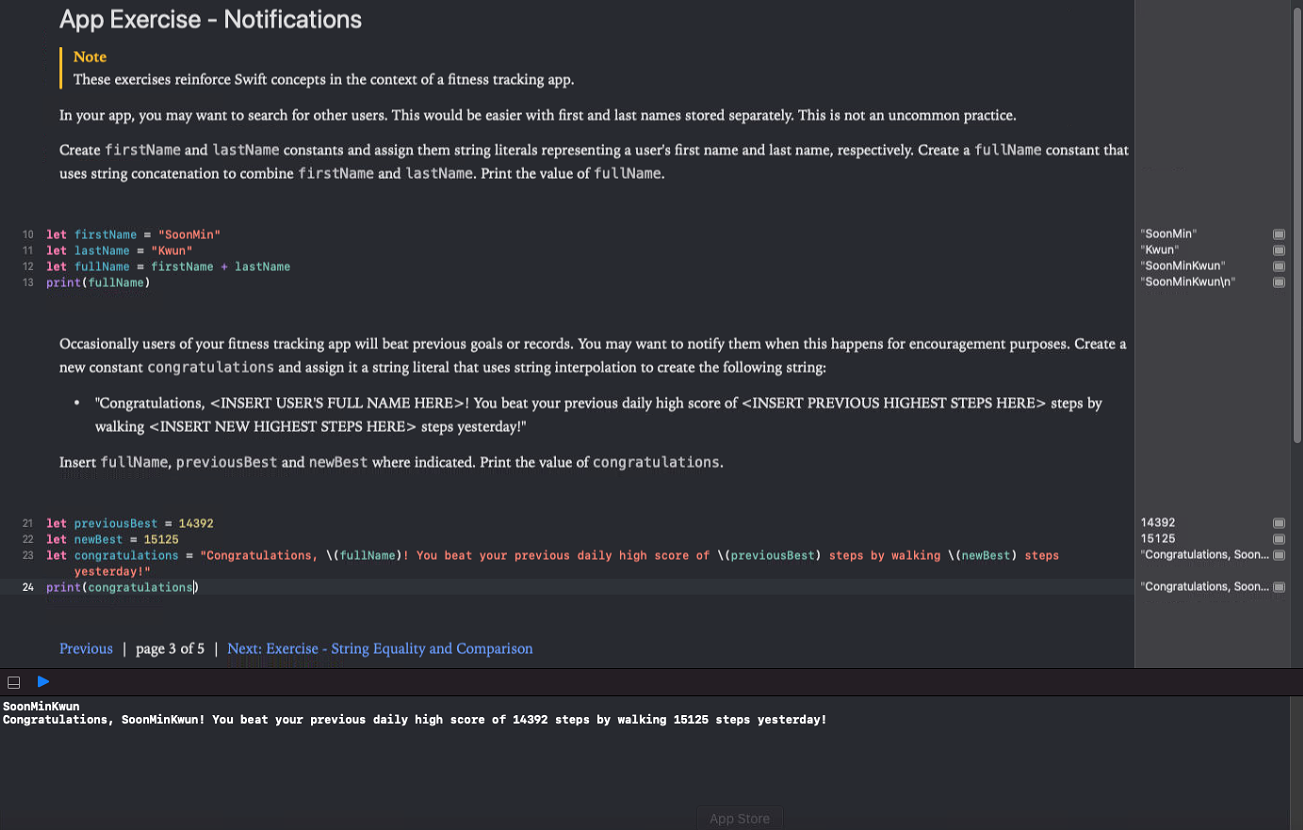 App Exercise - Notifications
Note
These exercises reinforce Swift concepts in the context of a fitness tracking app.
In your app, you may want to search for other users. This would be easier with first and last names stored separately. This is not an uncommon practice.
Create firstName and lastName constants and assign them string literals representing a user's first name and last name, respectively. Create a fullName constant that
uses string concatenation to combine firstName and lastName. Print the value of fullName.
10 let firstName = "SoonMin" "SoonMin"
11 let lastName = "Kwun" "Kwun"
12 let fullName = firstName + lastName "SoonMinKwun"
13 print(fullName) "SoonMinKwun\n"
Occasionally users of your fitness tracking app will beat previous goals or records. You may want to notify them when this happens for encouragement purposes. Create a
new constant congratulations and assign it a string literal that uses string interpolation to create the following string:
• "Congratulations, <INSERT USER'S FULL NAME HERE>! You beat your previous daily high score of <INSERT PREVIOUS HIGHEST STEPS HERE> steps by
walking <INSERT NEW HIGHEST STEPS HERE> steps yesterday!"
Insert fullName, previousBest and newBest where indicated. Print the value of congratulations.
21 let previousBest = 14392 14392
22 let newBest = 15125 15125
23 let congratulations = "Congratulations, \(fullName)! You beat your previous daily high score of \(previousBest) steps by walking \(newBest) steps "Congratulations, Soon...
yesterday!"
24 print(congratulations) "Congratulations, Soon...
Previous | page 3 of 5 | Next: Exercise - String Equality and Comparison
SoonMinKwun
Congratulations, SoonMinKwun! You beat your previous daily high score of 14392 steps by walking 15125 steps yesterday!
App Store